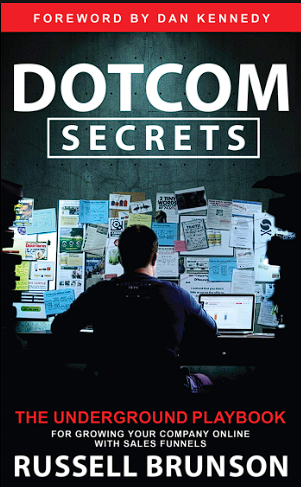 FOREWORD BY DAN KENNEDY
DOTCOM
SECRETS
THE UNDERGROUND PLAYBOOK
FOR GROWING YOUR COMPANY ONLINE
WITH SALES FUNNELS
RUSSELL BRUNSON